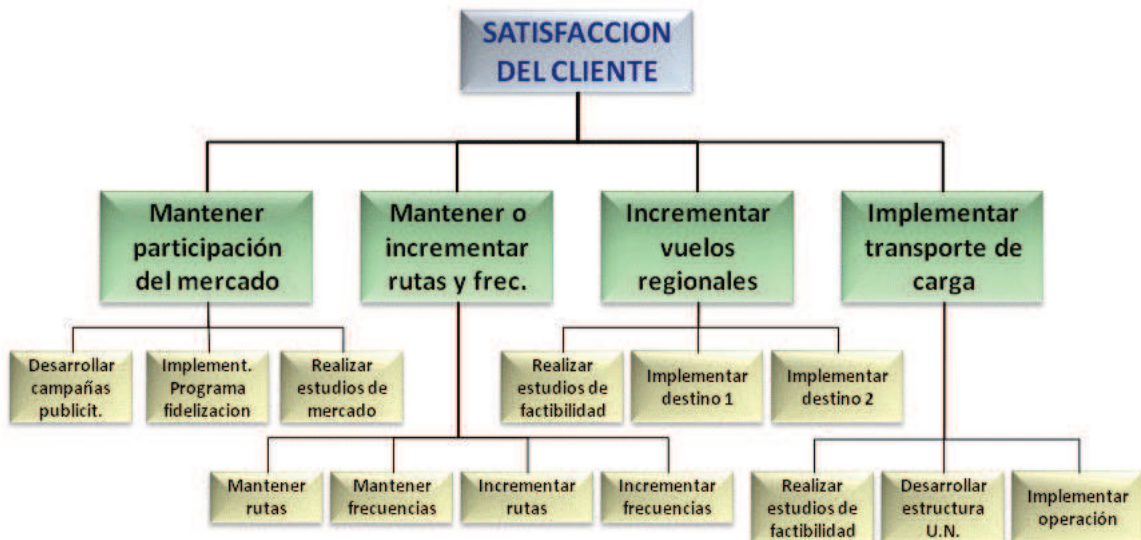 SATISFACCION
DEL CLIENTE
Mantener
participación
del mercado
Mantener o
incrementar
rutas y frec.
Incrementar
vuelos
regionales
Implementar
transporte de
carga
Desarrollar
campañas
publicit.
Implement.
Programa
fidelizacion
Realizar
estudios de
mercado
Realizar
estudios de
factibilidad
Implementar
destino 1
Implementar
destino 2
Mantener
rutas
Mantener
frecuencias
Incrementar
rutas
Incrementar
frecuencias
Realizar
estudios de
factibilidad
Desarrollar
estructura
U.N.
Implementar
operación